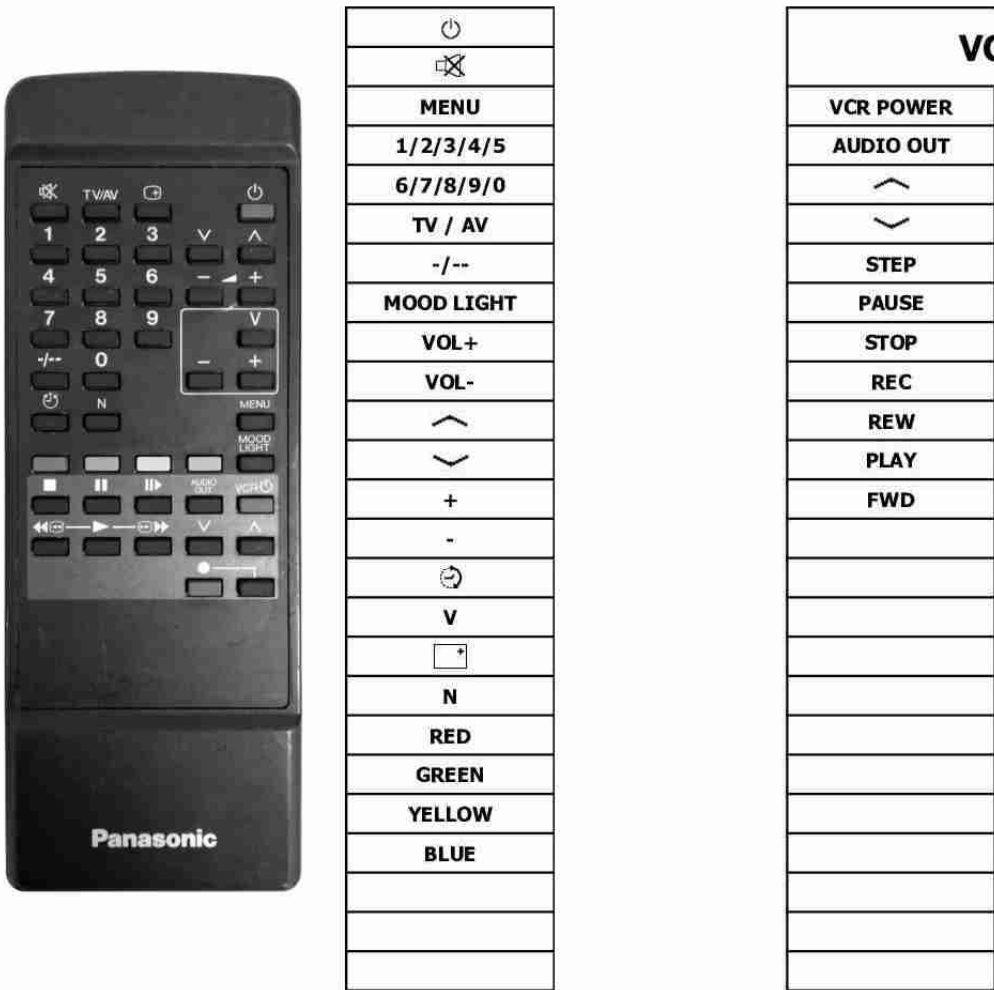 TV/AV
1 2 3
4 5 6 - +
7 8 9 V
-/-- 0 - +
N MENU
MOOD
LIGHT
AUDIO
OUT VCR
Panasonic
MENU
1/2/3/4/5
6/7/8/9/0
TV / AV
-/--
MOOD LIGHT
VOL+
VOL-
+
-
V
N
RED
GREEN
YELLOW
BLUE
VC
VCR POWER
AUDIO OUT
STEP
PAUSE
STOP
REC
REW
PLAY
FWD